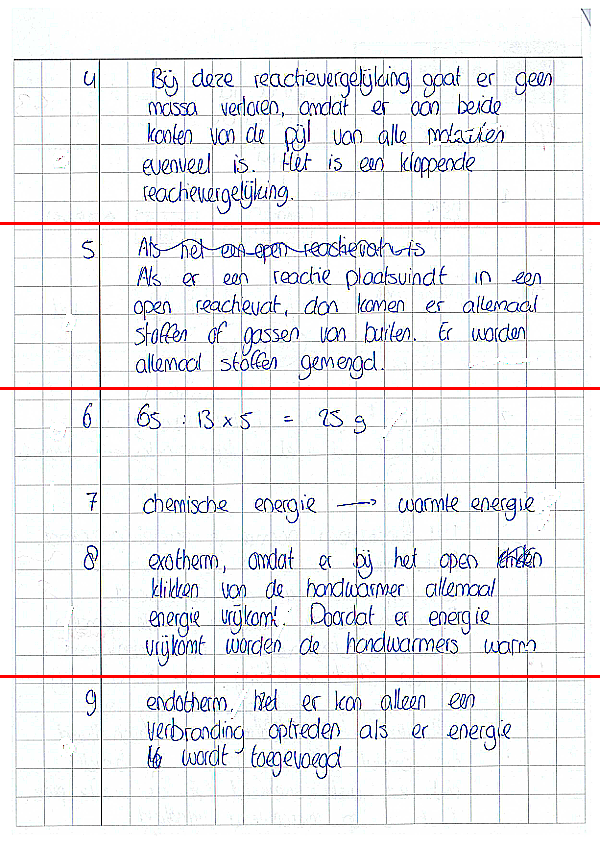 4 Bij deze reactievergelijking gaat er geen
massa verloren, omdat er aan beide
kanten van de pijl van alle
evenveel is. Het is een kloppende
reactievergelijking.
5 Als het een open reactievat is
Als er een reactie plaatsvindt in een
open reactievat, dan komen er allemaal
stoffen of gassen van buiten. Er worden
allemaal stoffen gemengd.
6 65 : 13 x 5 = 25 g
7 chemische energie → warmte energie
8 exotherm, omdat er bij het open
klikken van de handwarmer allemaal
energie vrijkomt. Doordat er energie
vrijkomt worden de handwarmers warm
9 endotherm. Het er kan alleen een
verbranding optreden als er energie
wordt toegevoegd